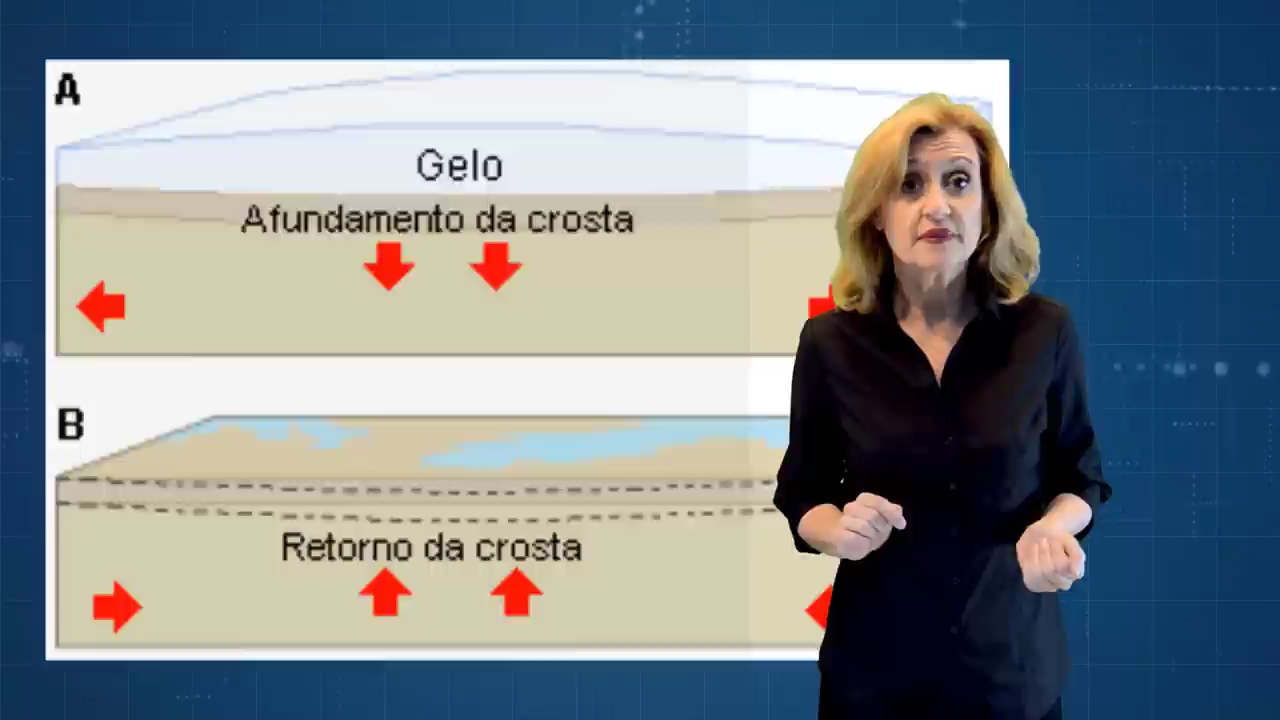 A
Gelo
Afundamento da crosta
B
Retorno da crosta